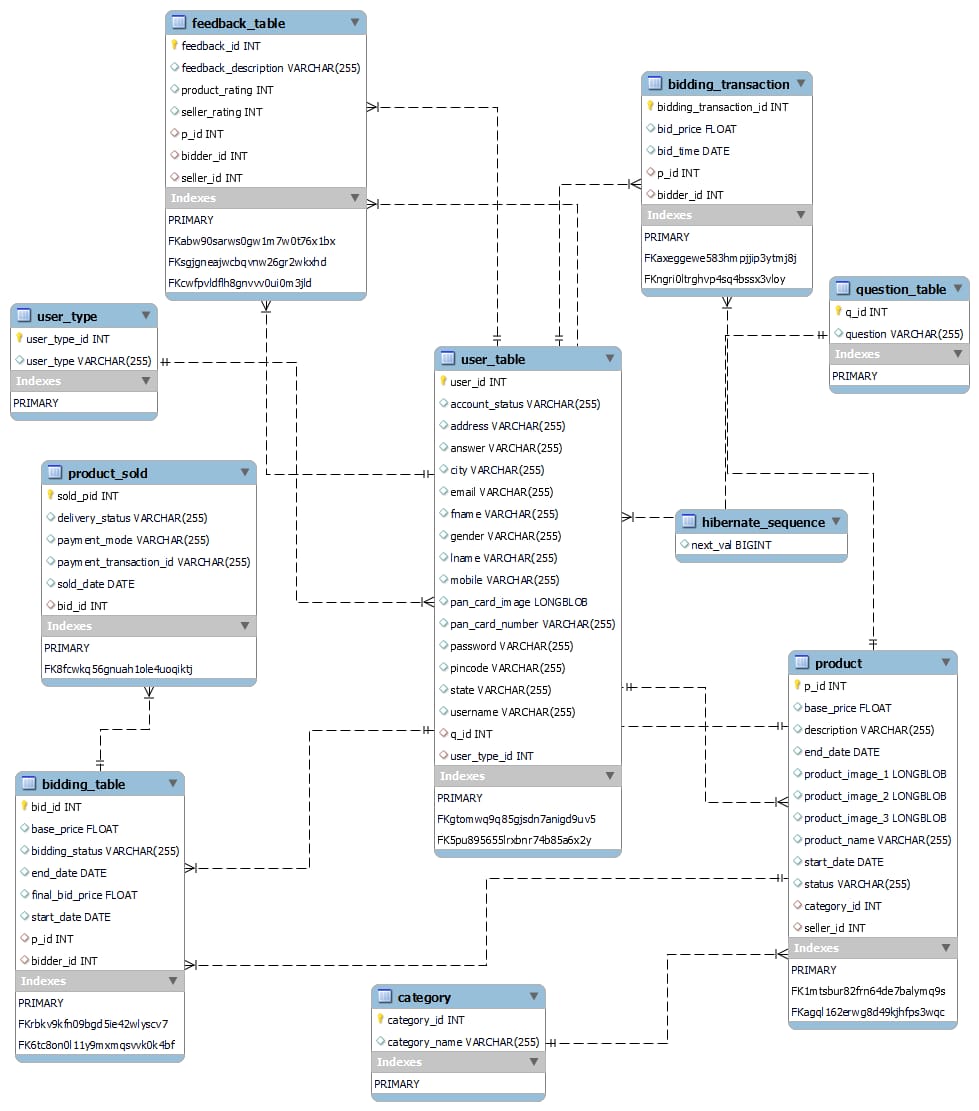 feedback_table
feedback_id INT
feedback_description VARCHAR(255)
product_rating INT
seller_rating INT
p_id INT
bidder_id INT
seller_id INT
Indexes
PRIMARY
FKabw90sarws0gw1m7w0t76x1bx
FKsgjgneajwcbqvnw26gr2wkxhd
FKcwfpvldflh8gnvvv0ui0m3jld
bidding_transaction
bidding_transaction_id INT
bid_price FLOAT
bid_time DATE
p_id INT
bidder_id INT
Indexes
PRIMARY
FKaxeggewe583hmpjjip3ytmj8j
FKngri0ltrghvp4sq4bssx3vloy
question_table
q_id INT
question VARCHAR(255)
Indexes
PRIMARY
user_type
user_type_id INT
user_type VARCHAR(255)
Indexes
PRIMARY
user_table
user_id INT
account_status VARCHAR(255)
address VARCHAR(255)
answer VARCHAR(255)
city VARCHAR(255)
email VARCHAR(255)
fname VARCHAR(255)
gender VARCHAR(255)
lname VARCHAR(255)
mobile VARCHAR(255)
pan_card_image LONGBLOB
pan_card_number VARCHAR(255)
password VARCHAR(255)
pincode VARCHAR(255)
state VARCHAR(255)
username VARCHAR(255)
q_id INT
user_type_id INT
Indexes
PRIMARY
FKgtomwq9q85gjsdn7anigd9uv5
FK5pu895655lrxbnr74b85a6x2y
product_sold
sold_pid INT
delivery_status VARCHAR(255)
payment_mode VARCHAR(255)
payment_transaction_id VARCHAR(255)
sold_date DATE
bid_id INT
Indexes
PRIMARY
FK8fcwkq56gnuah1ole4uoqiktj
hibernate_sequence
next_val BIGINT
product
p_id INT
base_price FLOAT
description VARCHAR(255)
end_date DATE
product_image_1 LONGBLOB
product_image_2 LONGBLOB
product_image_3 LONGBLOB
product_name VARCHAR(255)
start_date DATE
status VARCHAR(255)
category_id INT
seller_id INT
Indexes
PRIMARY
FK1mtsbur82frn64de7balymq9s
FKagql162erwg8d49kjhfps3wqc
bidding_table
bid_id INT
base_price FLOAT
bidding_status VARCHAR(255)
end_date DATE
final_bid_price FLOAT
start_date DATE
p_id INT
bidder_id INT
Indexes
PRIMARY
FKrbkv9kfn09bgd5ie42wlyscv7
FK6tc8on0l11y9mxmqsvvk0k4bf
category
category_id INT
category_name VARCHAR(255)
Indexes
PRIMARY